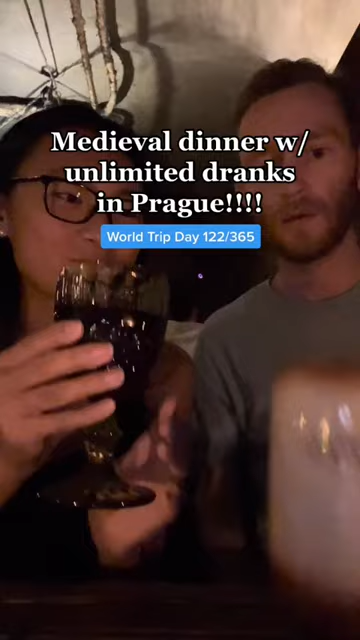 Medieval dinner w/
unlimited dranks
in Prague!!!!
World Trip Day 122/365